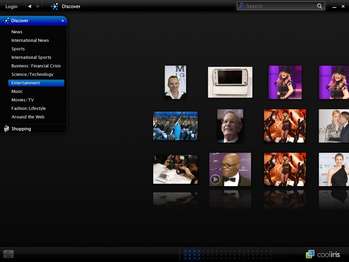 Login
Discover
Search
Discover
News
International News
Sports
International Sports
Business: Financial Crisis
Science/Technology
Entertainment
Music
Movies/ TV
Fashion: Lifestyle
Around the Web
Shopping
cooliris